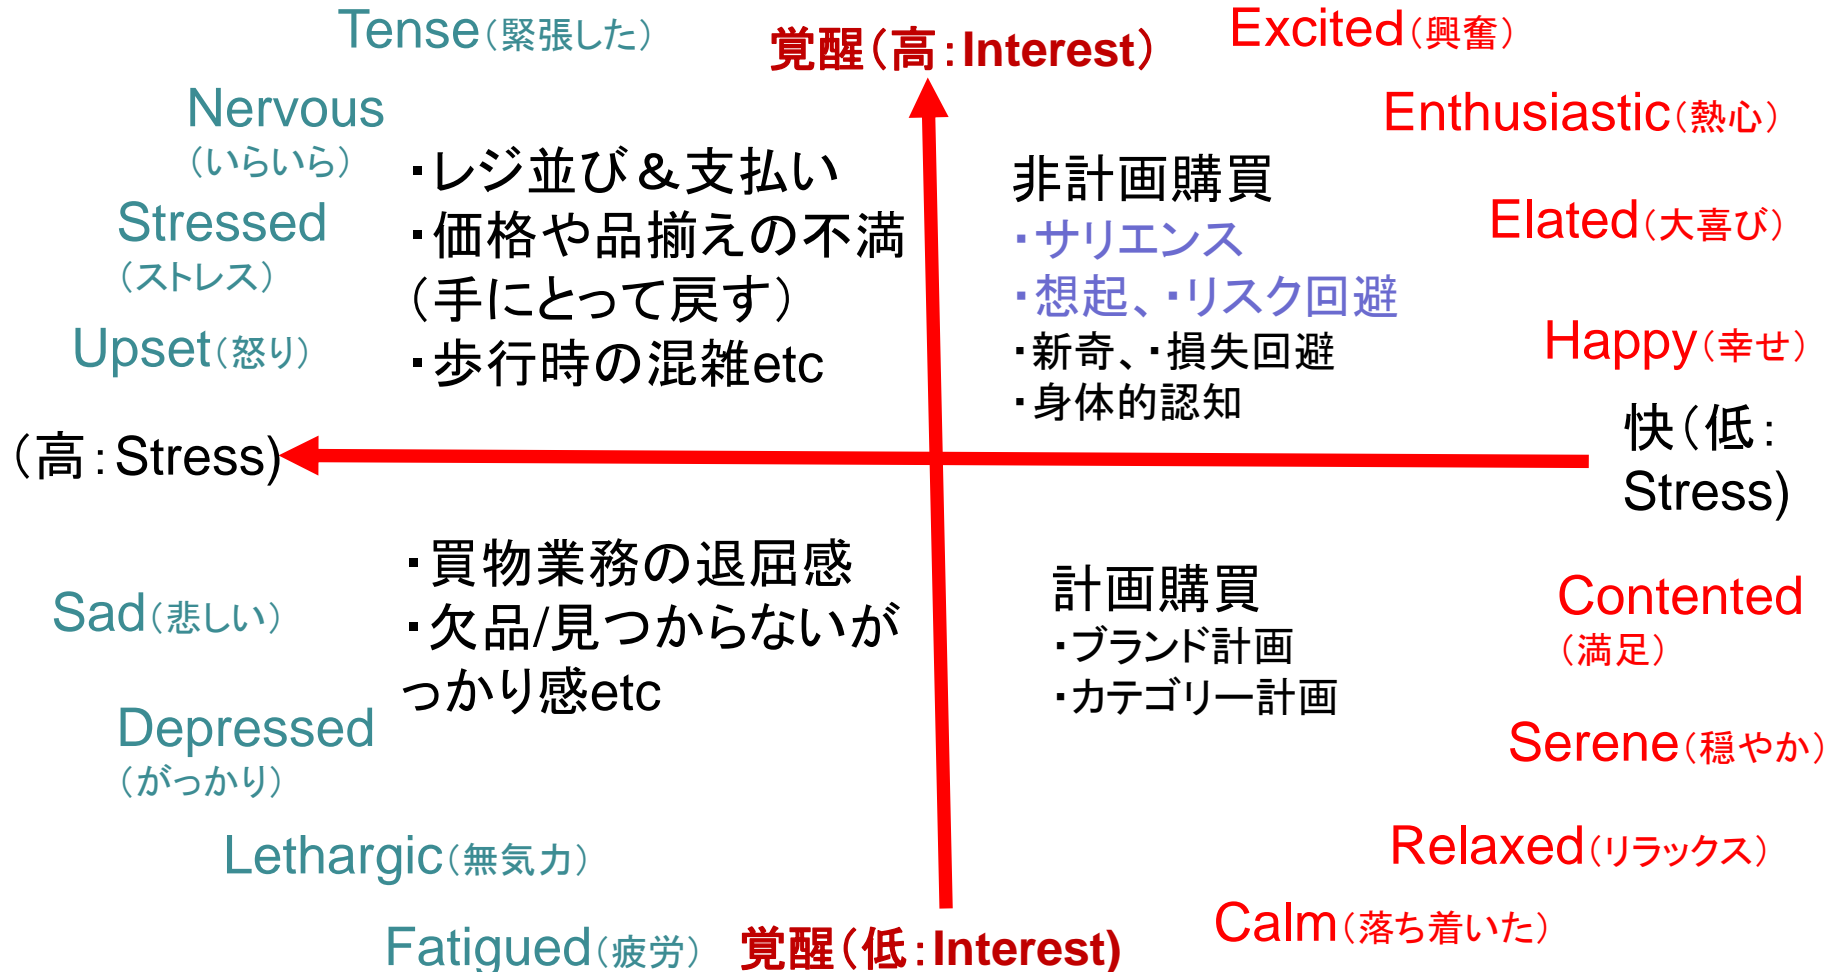 Tense（緊張した）
覚醒（高：Interest）
Excited（興奮）
Nervous
（いらいら）
Enthusiastic（熱心）
・レジ並び＆支払い
・価格や品揃えの不満
（手にとって戻す）
・歩行時の混雑etc
非計画購買
・サリエンス
・想起、・リスク回避
・新奇、・損失回避
・身体的認知
Stressed
（ストレス）
Elated（大喜び）
Upset（怒り）
Happy（幸せ）
（高：Stress)
快（低：
Stress)
・買物業務の退屈感
・欠品/見つからないが
っかり感etc
計画購買
・ブランド計画
・カテゴリー計画
Sad（悲しい）
Contented
（満足）
Depressed
（がっかり）
Serene（穏やか）
Lethargic（無気力）
Relaxed（リラックス）
Fatigued（疲労）
覚醒（低：Interest)
Calm（落ち着いた）